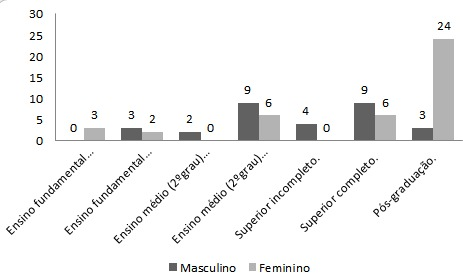 30
25
20
15
10
5
0
0 3
3 2
2 0
9 6
4 0
9 6
3 24
Ensino fundamental...
Ensino fundamental...
Ensino médio (2ºgrau)...
Ensino médio (2ºgrau)...
Superior incompleto.
Superior completo.
Pós-graduação.
Masculino Feminino